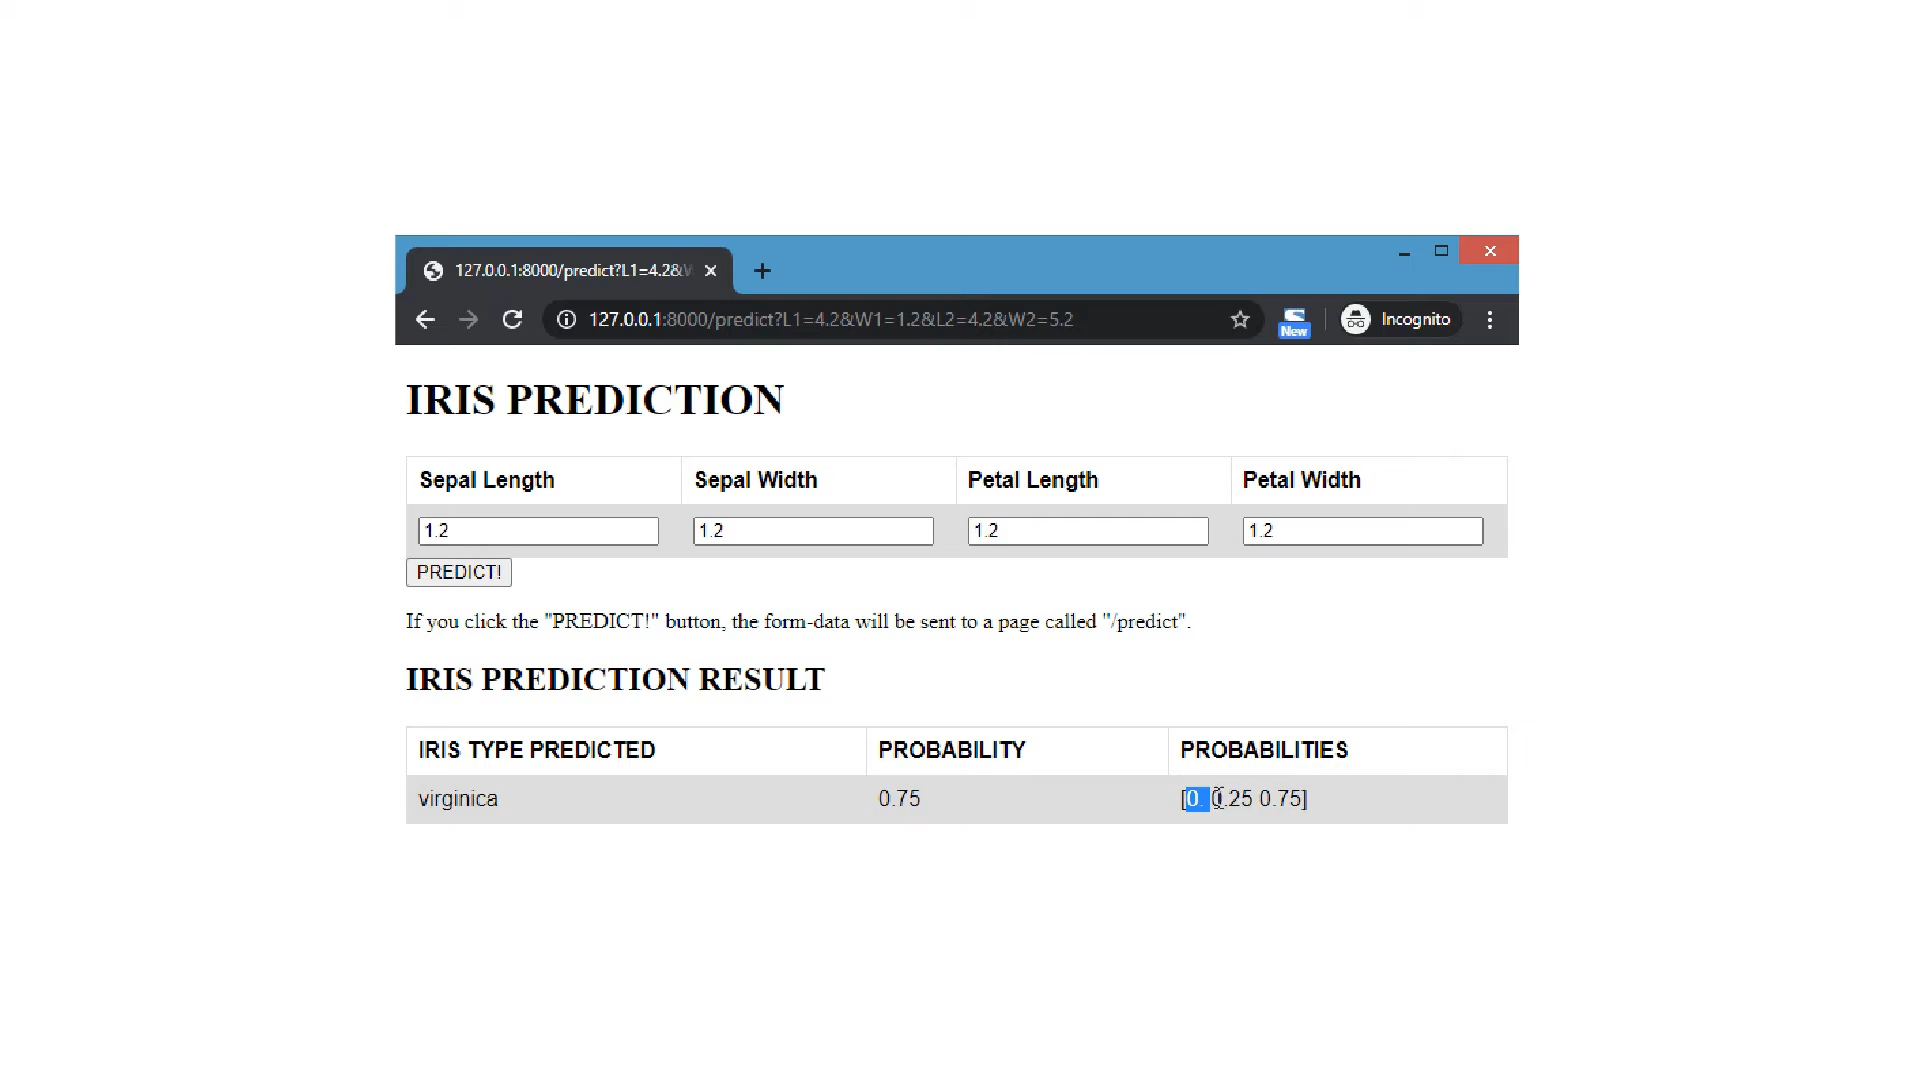 127.0.0.1:8000/predict?L1=4.2&W
127.0.0.1:8000/predict?L1=4.2&W1=1.2&L2=4.2&W2=5.2
New
Incognito
IRIS PREDICTION
Sepal Length Sepal Width Petal Length Petal Width
1.2 1.2 1.2 1.2
PREDICT!
If you click the "PREDICT!" button, the form-data will be sent to a page called "/predict".
IRIS PREDICTION RESULT
IRIS TYPE PREDICTED PROBABILITY PROBABILITIES
virginica 0.75 [0. 0.25 0.75]